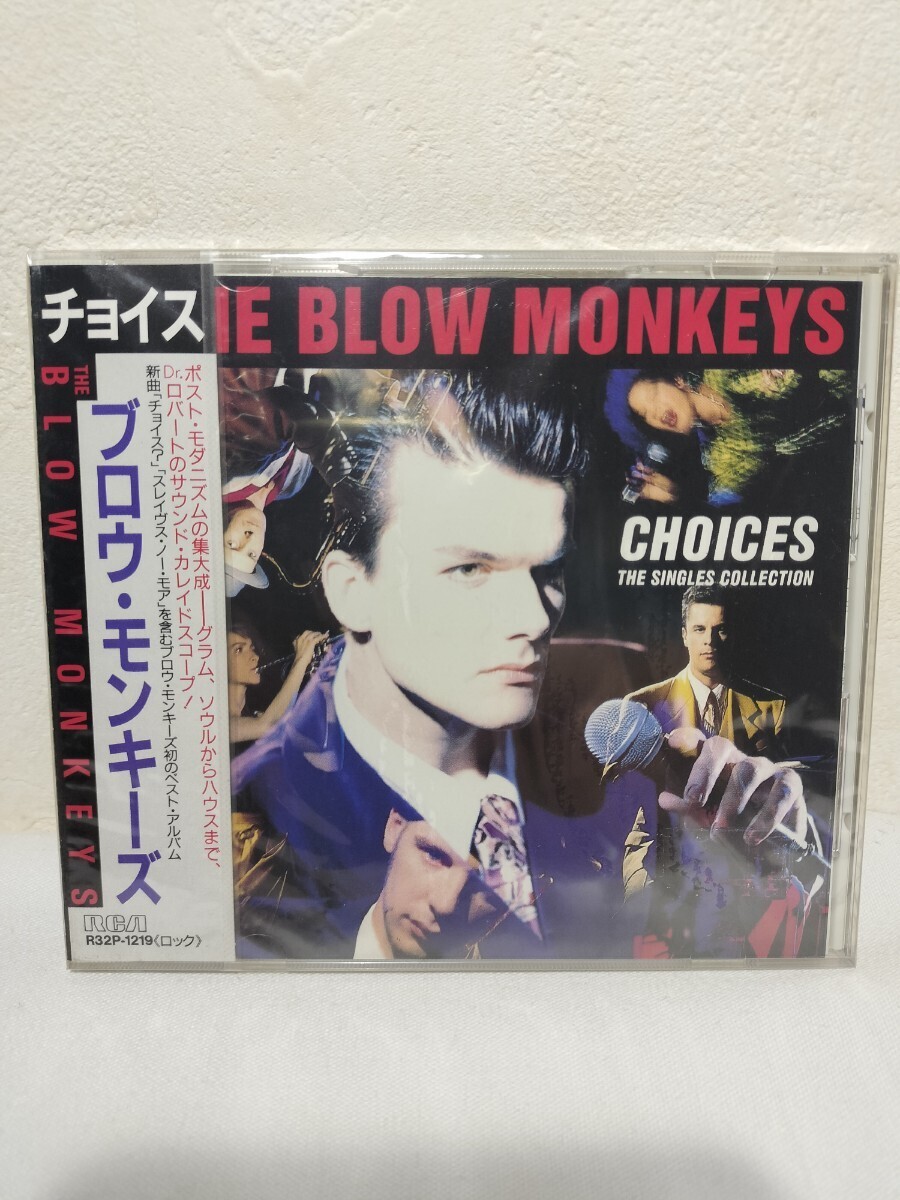 チョイス
THE
BLOW MONKEYS
ブロウ・モンキーズ
ポスト・モダニズムの集大成——グラム、ソウルからハウスまで、
Dr.ロバートのサウンド・カレイドスコープ!
新曲「チョイス?」「スレイヴス・ノー・モア」を含むブロウ・モンキーズ初のベスト・アルバム
RCA
R32P-1219《ロック》
HE BLOW MONKEYS
CHOICES
THE SINGLES COLLECTION